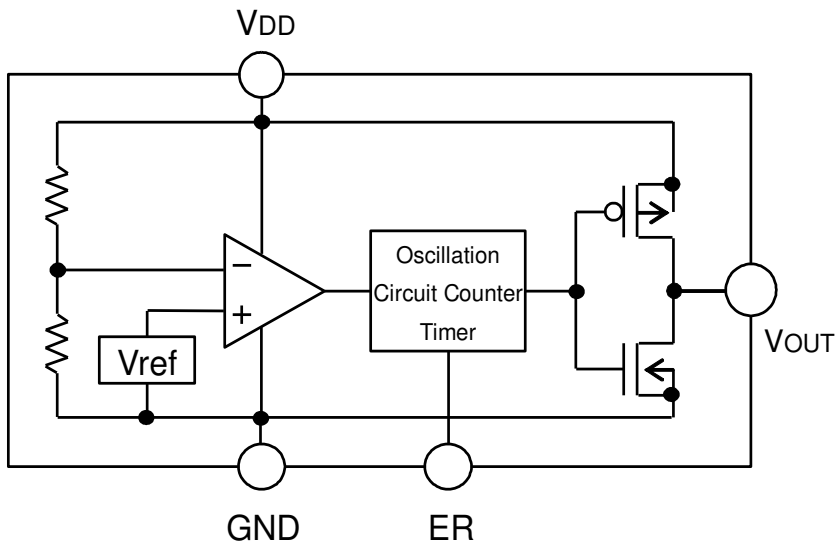 VDD
−
+
Vref
Oscillation
Circuit Counter
Timer
VOUT
GND
ER